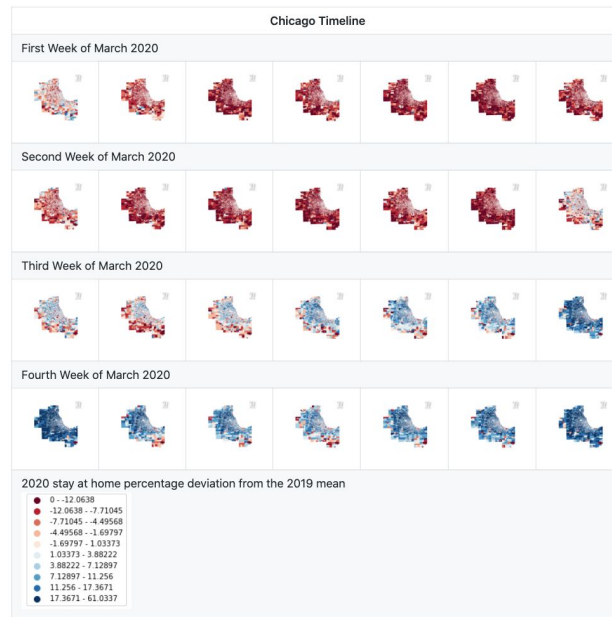 Chicago Timeline
First Week of March 2020
Second Week of March 2020
Third Week of March 2020
Fourth Week of March 2020
2020 stay at home percentage deviation from the 2019 mean
0 - -12.0638
-12.0638 - -7.71045
-7.71045 - -4.49568
-4.49568 - -1.69797
-1.69797 - 1.03373
1.03373 - 3.88222
3.88222 - 7.12897
7.12897 - 11.256
11.256 - 17.3671
17.3671 - 61.0337